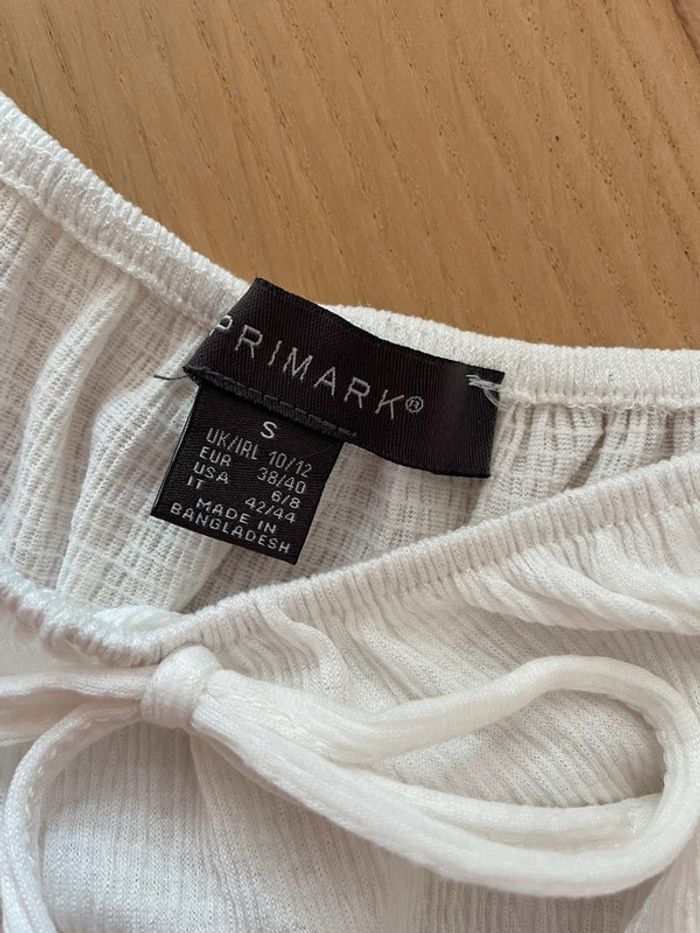 PRIMARK®
S
UK/IRL 10/12
EUR 38/40
USA 6/8
IT 42/44
MADE IN
BANGLADESH